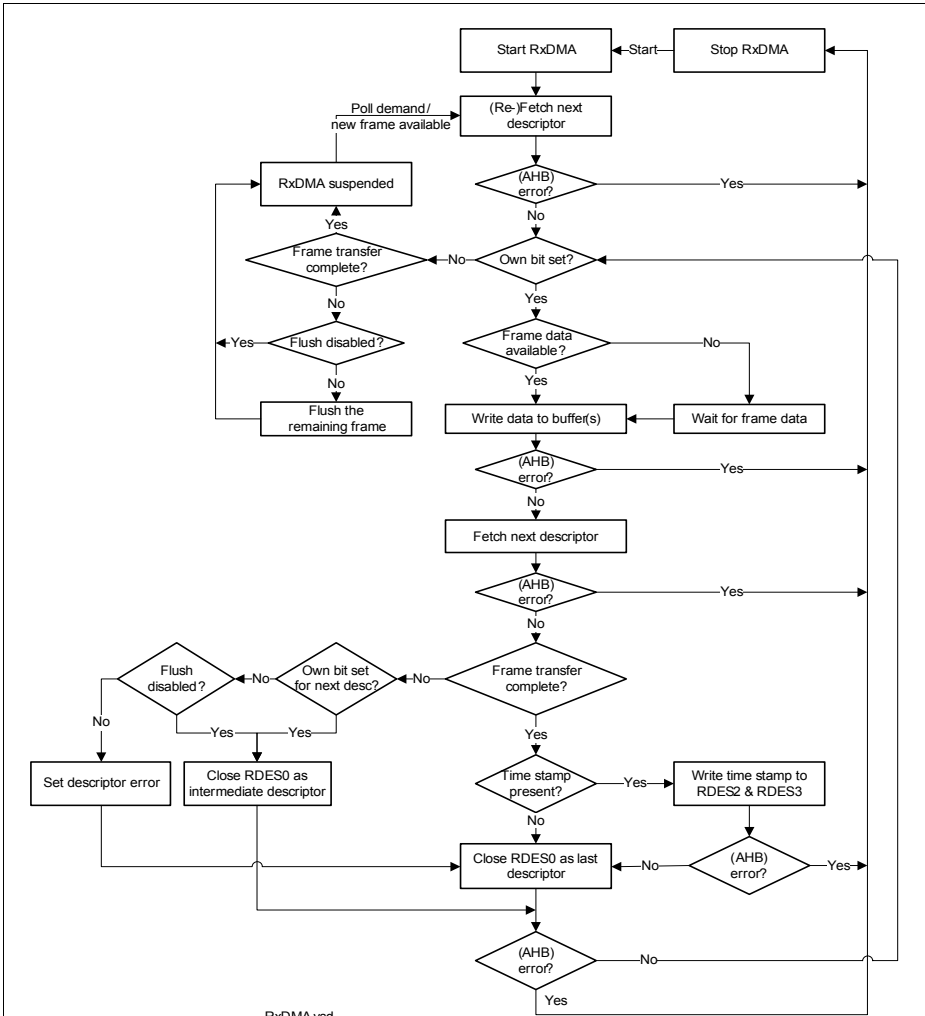 Start RxDMA
Start
Stop RxDMA
Poll demand /
new frame available
(Re-)Fetch next
descriptor
RxDMA suspended
(AHB)
error?
Yes
No
Yes
Frame transfer
complete?
No
Own bit set?
No
Yes
Yes
Flush disabled?
Frame data
available?
No
No
Yes
Flush the
remaining frame
Write data to buffer(s)
Wait for frame data
(AHB)
error?
Yes
No
Fetch next descriptor
(AHB)
error?
Yes
No
Flush
disabled?
No
Own bit set
for next desc?
No
Frame transfer
complete?
No
Yes
Yes
Yes
Set descriptor error
Close RDES0 as
intermediate descriptor
Time stamp
present?
Yes
Write time stamp to
RDES2 & RDES3
No
Close RDES0 as last
descriptor
No
(AHB)
error?
Yes
(AHB)
error?
No
Yes